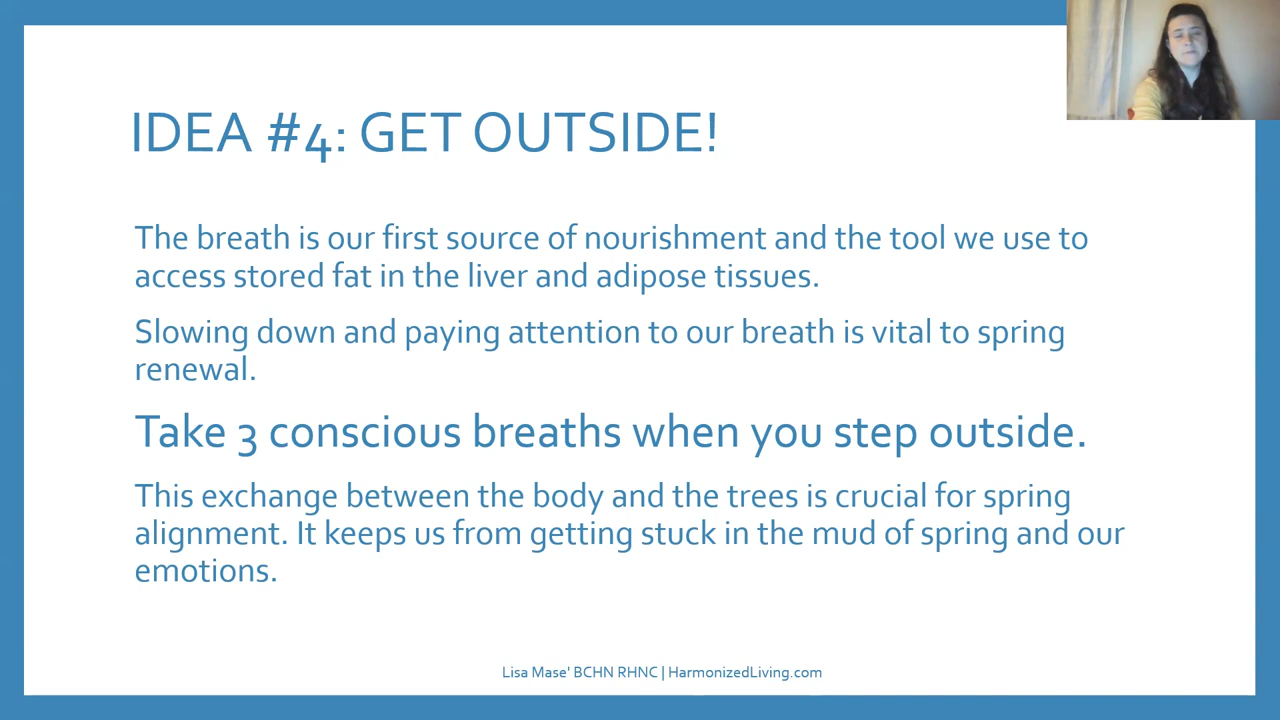 IDEA #4: GET OUTSIDE!
The breath is our first source of nourishment and the tool we use to
access stored fat in the liver and adipose tissues.
Slowing down and paying attention to our breath is vital to spring
renewal.
Take 3 conscious breaths when you step outside.
This exchange between the body and the trees is crucial for spring
alignment. It keeps us from getting stuck in the mud of spring and our
emotions.
Lisa Mase' BCHN RHNC | HarmonizedLiving.com